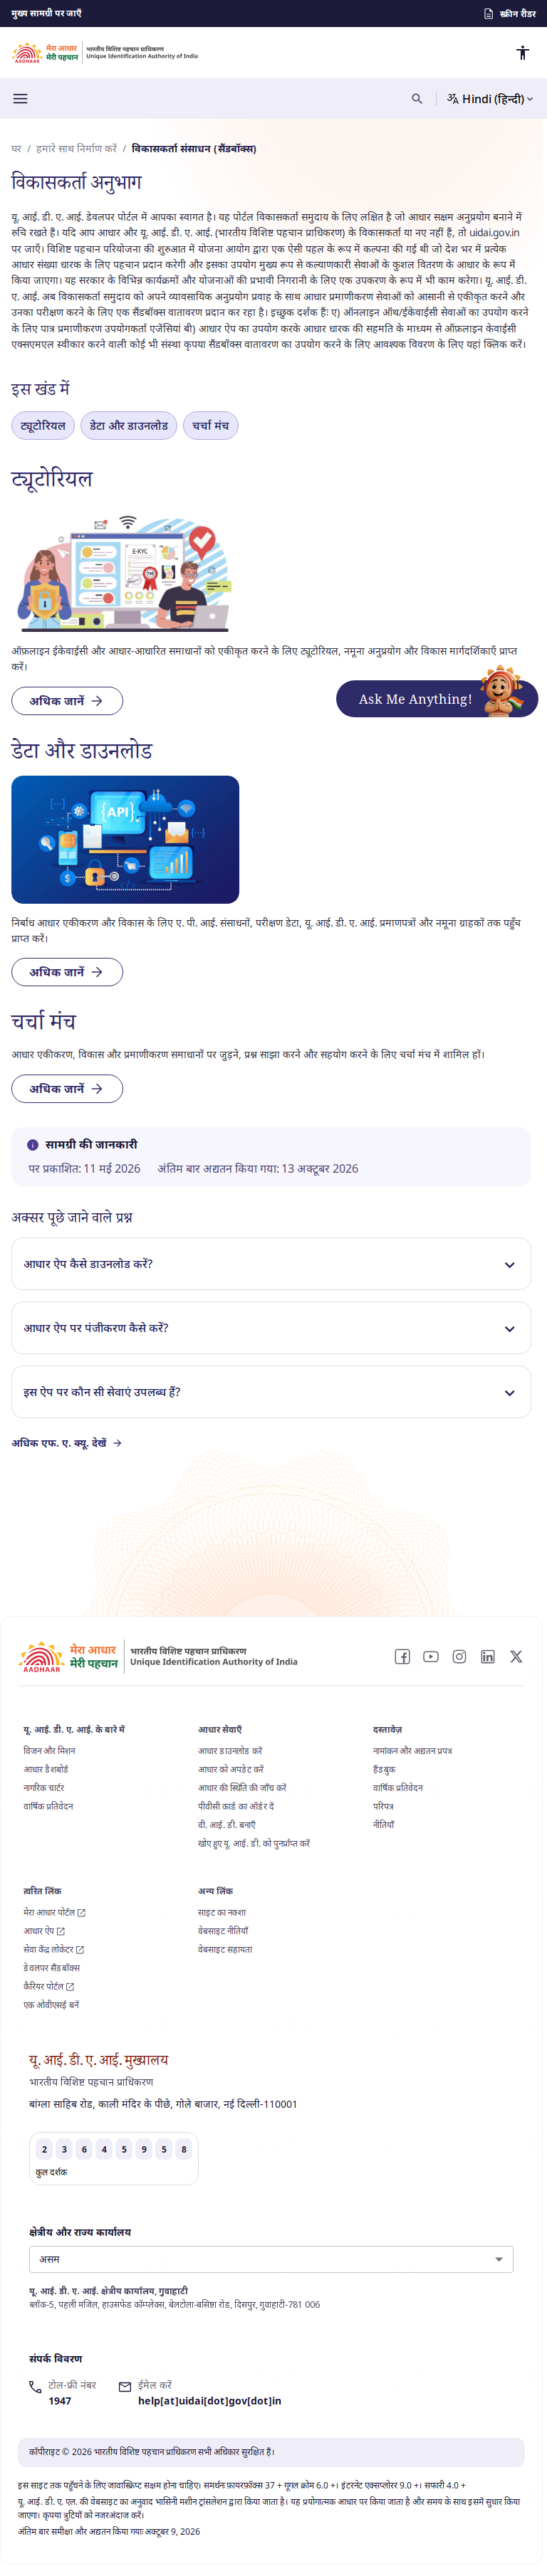 मुख्य सामग्री पर जाएँ
स्क्रीन रीडर
AADHAAR
मेरा आधार
मेरी पहचान
भारतीय विशिष्ट पहचान प्राधिकरण
Unique Identification Authority of India
Hindi (हिन्दी)
घर / हमारे साथ निर्माण करें / विकासकर्ता संसाधन (सैंडबॉक्स)
विकासकर्ता अनुभाग
यू. आई. डी. ए. आई. डेवलपर पोर्टल में आपका स्वागत है। यह पोर्टल विकासकर्ता समुदाय के लिए लक्षित है जो आधार सक्षम अनुप्रयोग बनाने में
रुचि रखते हैं। यदि आप आधार और यू. आई. डी. ए. आई. (भारतीय विशिष्ट पहचान प्राधिकरण) के विकासकर्ता या नए नहीं हैं, तो uidai.gov.in
पर जाएँ। विशिष्ट पहचान परियोजना की शुरुआत में योजना आयोग द्वारा एक ऐसी पहल के रूप में कल्पना की गई थी जो देश भर में प्रत्येक
आधार संख्या धारक के लिए पहचान प्रदान करेगी और इसका उपयोग मुख्य रूप से कल्याणकारी सेवाओं के कुशल वितरण के आधार के रूप में
किया जाएगा। यह सरकार के विभिन्न कार्यक्रमों और योजनाओं की प्रभावी निगरानी के लिए एक उपकरण के रूप में भी काम करेगा। यू. आई. डी.
ए. आई. अब विकासकर्ता समुदाय को अपने व्यावसायिक अनुप्रयोग प्रवाह के साथ आधार प्रमाणीकरण सेवाओं को आसानी से एकीकृत करने और
उनका परीक्षण करने के लिए एक सैंडबॉक्स वातावरण प्रदान कर रहा है। इच्छुक दर्शक हैंः ए) ऑनलाइन ऑथ/ईकेवाईसी सेवाओं का उपयोग करने
के लिए पात्र प्रमाणीकरण उपयोगकर्ता एजेंसियां बी) आधार ऐप का उपयोग करके आधार धारक की सहमति के माध्यम से ऑफ़लाइन केवाईसी
एक्सएमएल स्वीकार करने वाली कोई भी संस्था कृपया सैंडबॉक्स वातावरण का उपयोग करने के लिए आवश्यक विवरण के लिए यहां क्लिक करें।
इस खंड में
ट्यूटोरियल
डेटा और डाउनलोड
चर्चा मंच
ट्यूटोरियल
E-KYC
ऑफ़लाइन ईकेवाईसी और आधार-आधारित समाधानों को एकीकृत करने के लिए ट्यूटोरियल, नमूना अनुप्रयोग और विकास मार्गदर्शिकाएँ प्राप्त
करें।
अधिक जानें
Ask Me Anything!
डेटा और डाउनलोड
API
निर्बाध आधार एकीकरण और विकास के लिए ए. पी. आई. संसाधनों, परीक्षण डेटा, यू. आई. डी. ए. आई. प्रमाणपत्रों और नमूना ग्राहकों तक पहुँच
प्राप्त करें।
अधिक जानें
चर्चा मंच
आधार एकीकरण, विकास और प्रमाणीकरण समाधानों पर जुड़ने, प्रश्न साझा करने और सहयोग करने के लिए चर्चा मंच में शामिल हों।
अधिक जानें
सामग्री की जानकारी
पर प्रकाशित: 11 मई 2026 अंतिम बार अद्यतन किया गया: 13 अक्टूबर 2026
अक्सर पूछे जाने वाले प्रश्न
आधार ऐप कैसे डाउनलोड करें?
आधार ऐप पर पंजीकरण कैसे करें?
इस ऐप पर कौन सी सेवाएं उपलब्ध हैं?
अधिक एफ. ए. क्यू. देखें
AADHAAR
मेरा आधार
मेरी पहचान
भारतीय विशिष्ट पहचान प्राधिकरण
Unique Identification Authority of India
यू. आई. डी. ए. आई. के बारे में
विजन और मिशन
आधार डैशबोर्ड
नागरिक चार्टर
वार्षिक प्रतिवेदन
आधार सेवाएँ
आधार डाउनलोड करें
आधार को अपडेट करें
आधार की स्थिति की जाँच करें
पीवीसी कार्ड का ऑर्डर दें
वी. आई. डी. बनाएँ
खोए हुए यू. आई. डी. को पुनर्प्राप्त करें
दस्तावेज़
नामांकन और अद्यतन प्रपत्र
हैंडबुक
वार्षिक प्रतिवेदन
परिपत्र
नीतियाँ
त्वरित लिंक
मेरा आधार पोर्टल
आधार ऐप
सेवा केंद्र लोकेटर
डेवलपर सैंडबॉक्स
कैरियर पोर्टल
एक ओवीएसई बनें
अन्य लिंक
साइट का नक्शा
वेबसाइट नीतियाँ
वेबसाइट सहायता
यू. आई. डी. ए. आई. मुख्यालय
भारतीय विशिष्ट पहचान प्राधिकरण
बांग्ला साहिब रोड, काली मंदिर के पीछे, गोले बाजार, नई दिल्ली-110001
2 3 6 4 5 9 5 8
कुल दर्शक
क्षेत्रीय और राज्य कार्यालय
असम
यू. आई. डी. ए. आई. क्षेत्रीय कार्यालय, गुवाहाटी
ब्लॉक-5, पहली मंजिल, हाउसफेड कॉम्प्लेक्स, बेलटोला-बसिष्ठा रोड, दिसपुर, गुवाहाटी-781 006
संपर्क विवरण
टोल-फ्री नंबर
1947
ईमेल करें
help[at]uidai[dot]gov[dot]in
कॉपीराइट © 2026 भारतीय विशिष्ट पहचान प्राधिकरण सभी अधिकार सुरक्षित हैं।
इस साइट तक पहुँचने के लिए जावास्क्रिप्ट सक्षम होना चाहिए। समर्थनः फ़ायरफ़ॉक्स 37 + गूगल क्रोम 6.0 +। इंटरनेट एक्सप्लोरर 9.0 +। सफारी 4.0 +
यू. आई. डी. ए. एल. की वेबसाइट का अनुवाद भाषिनी मशीन ट्रांसलेशन द्वारा किया जाता है। यह प्रयोगात्मक आधार पर किया जाता है और समय के साथ इसमें सुधार किया
जाएगा। कृपया त्रुटियों को नजरअंदाज करें।
अंतिम बार समीक्षा और अद्यतन किया गयाःअक्टूबर 9, 2026